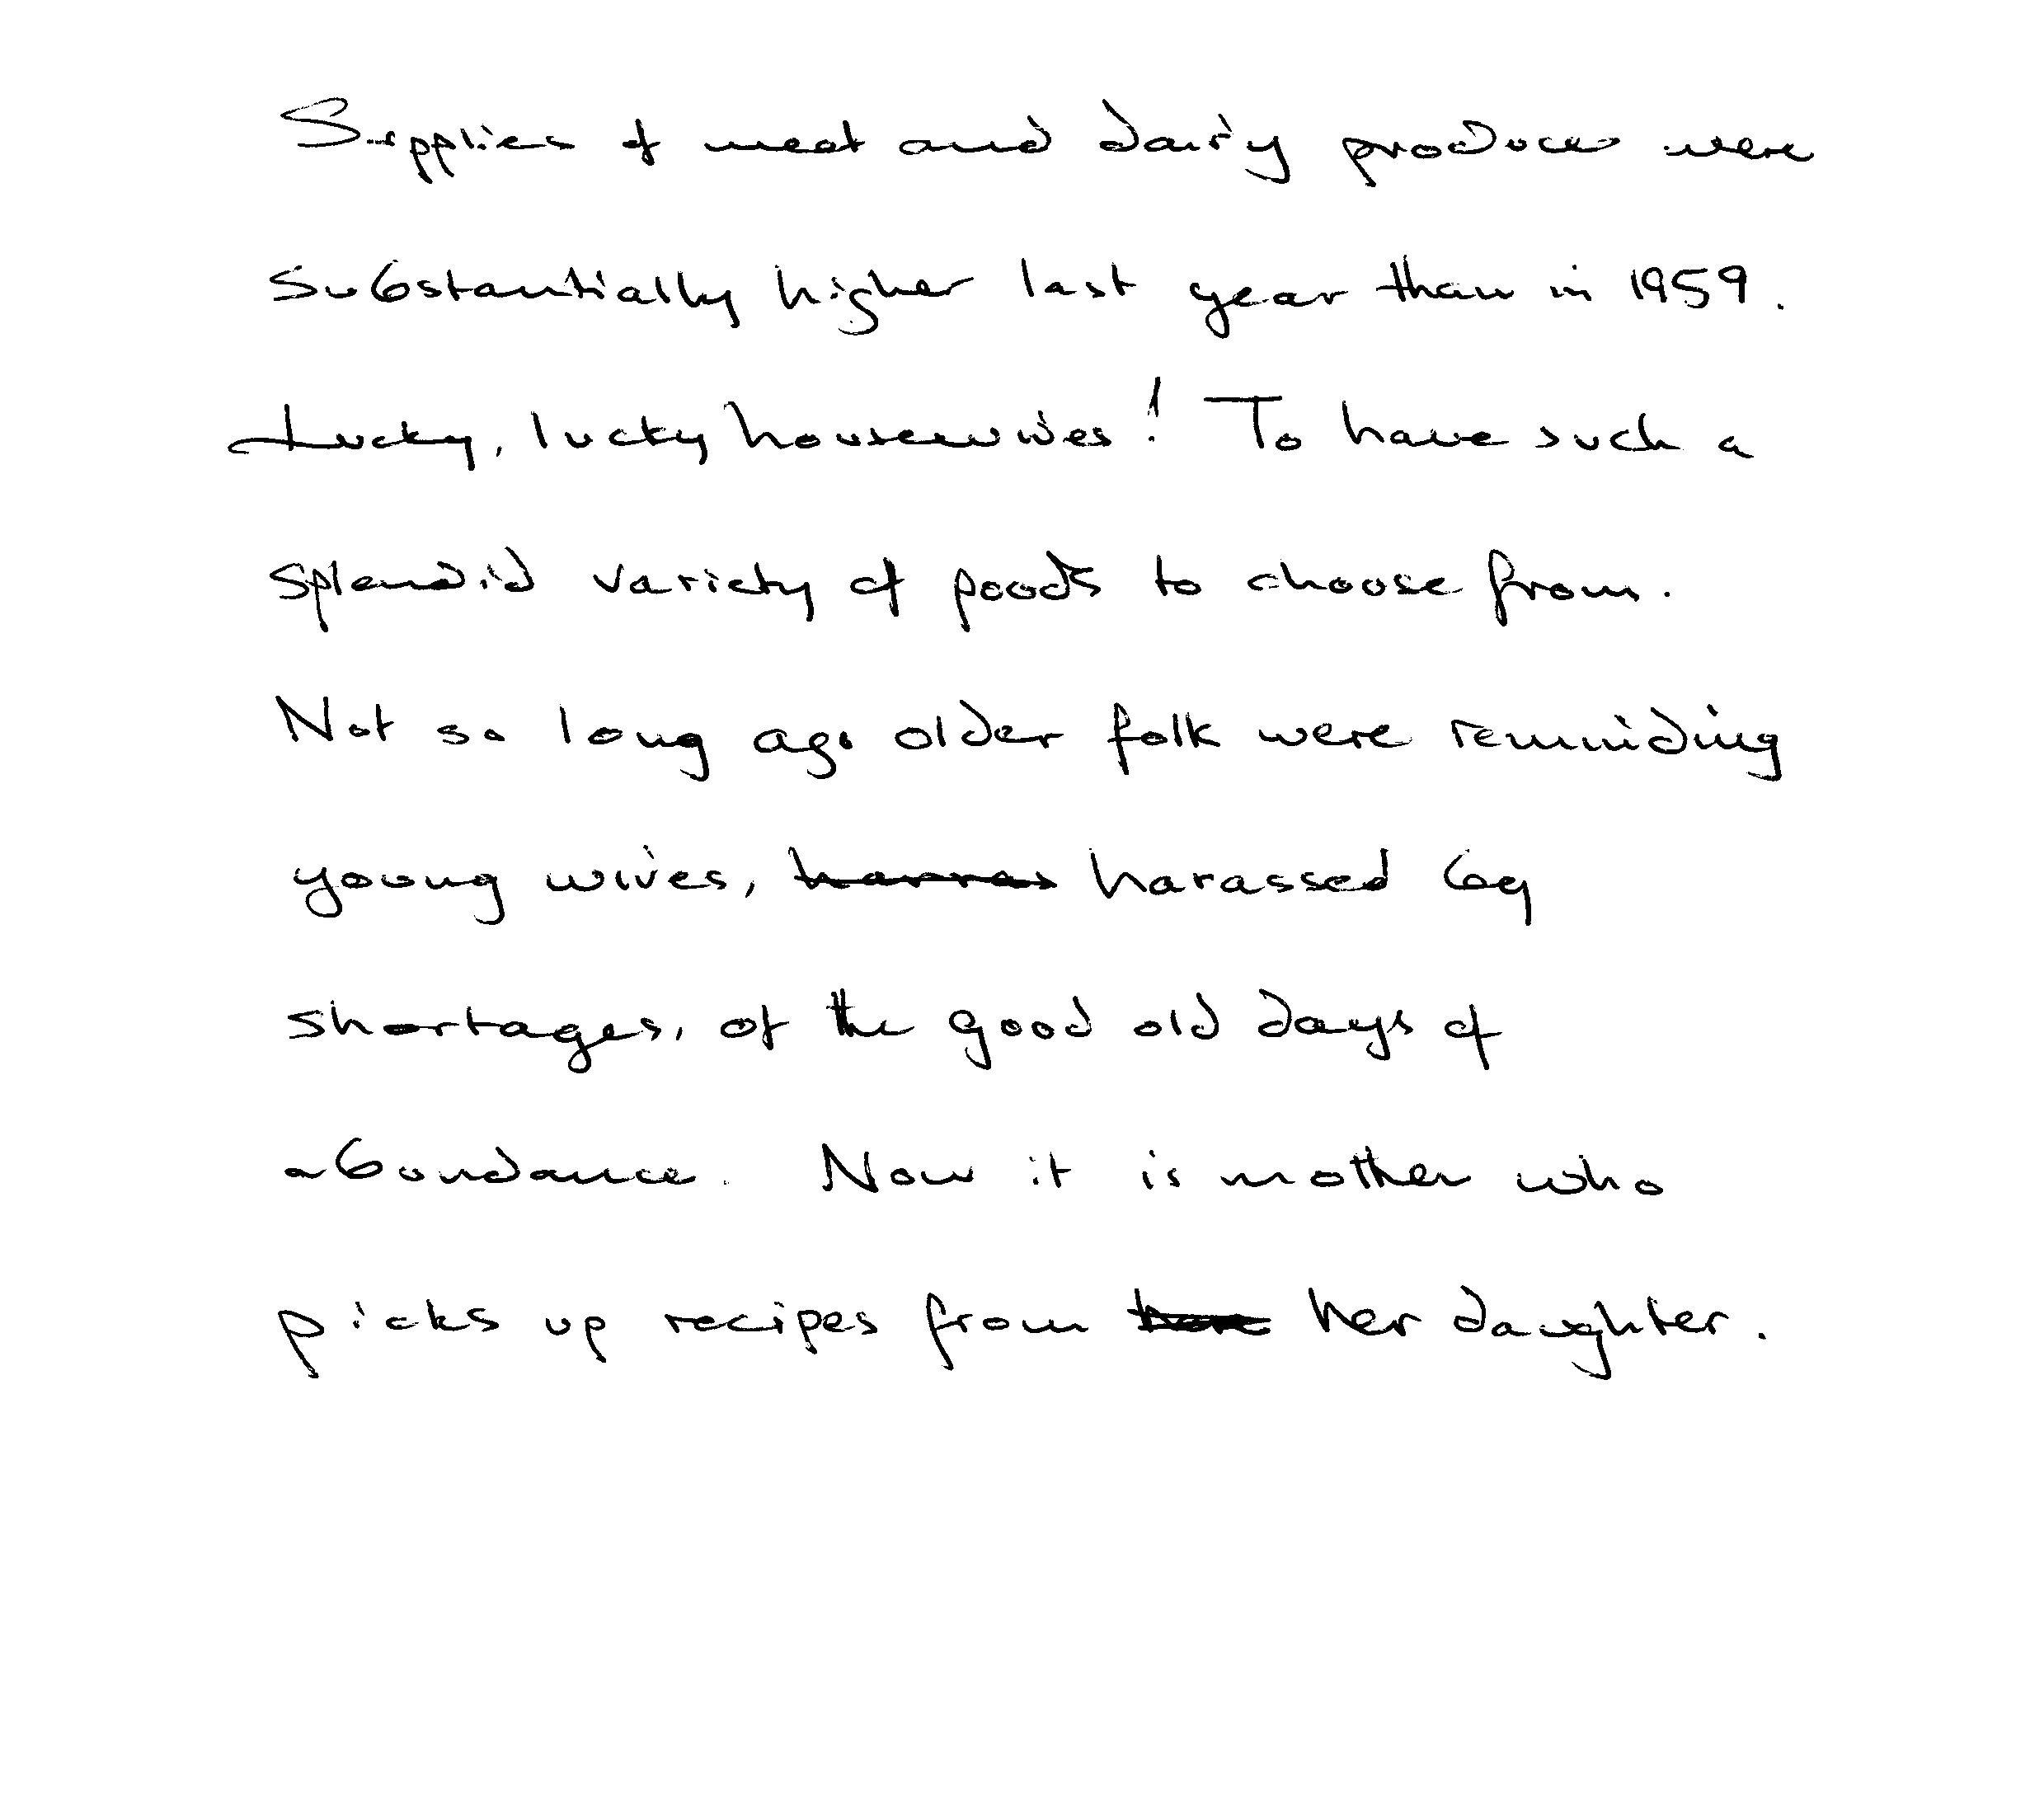 Supplies of meat and dairy produce were
substantially higher last year than in 1959.
Lucky, lucky housewives! To have such a
splendid variety of foods to choose from.
Not so long ago older folk were reminding
young wives, harassed by
shortages, of the good old days of
abundance. Now it is mother who
picks up recipes from her daughter.